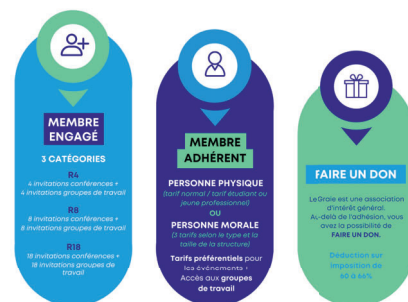 MEMBRE
ENGAGÉ
3 CATÉGORIES
R4
4 invitations conférences +
4 invitations groupes de travail
R8
8 invitations conférences +
8 invitations groupes de travail
R18
18 invitations conférences +
18 invitations groupes de
travail
MEMBRE
ADHÉRENT
PERSONNE PHYSIQUE
(tarif normal / tarif étudiant ou
jeune professionnel)
OU
PERSONNE MORALE
(3 tarifs selon le type et la
taille de la structure)
Tarifs préférentiels pour
les événements +
Accès aux groupes
de travail
FAIRE UN DON
Le Graie est une association
d'intérêt général.
Au-delà de l'adhésion, vous
avez la possibilité de
FAIRE UN DON.
Déduction sur
imposition de
60 à 66%